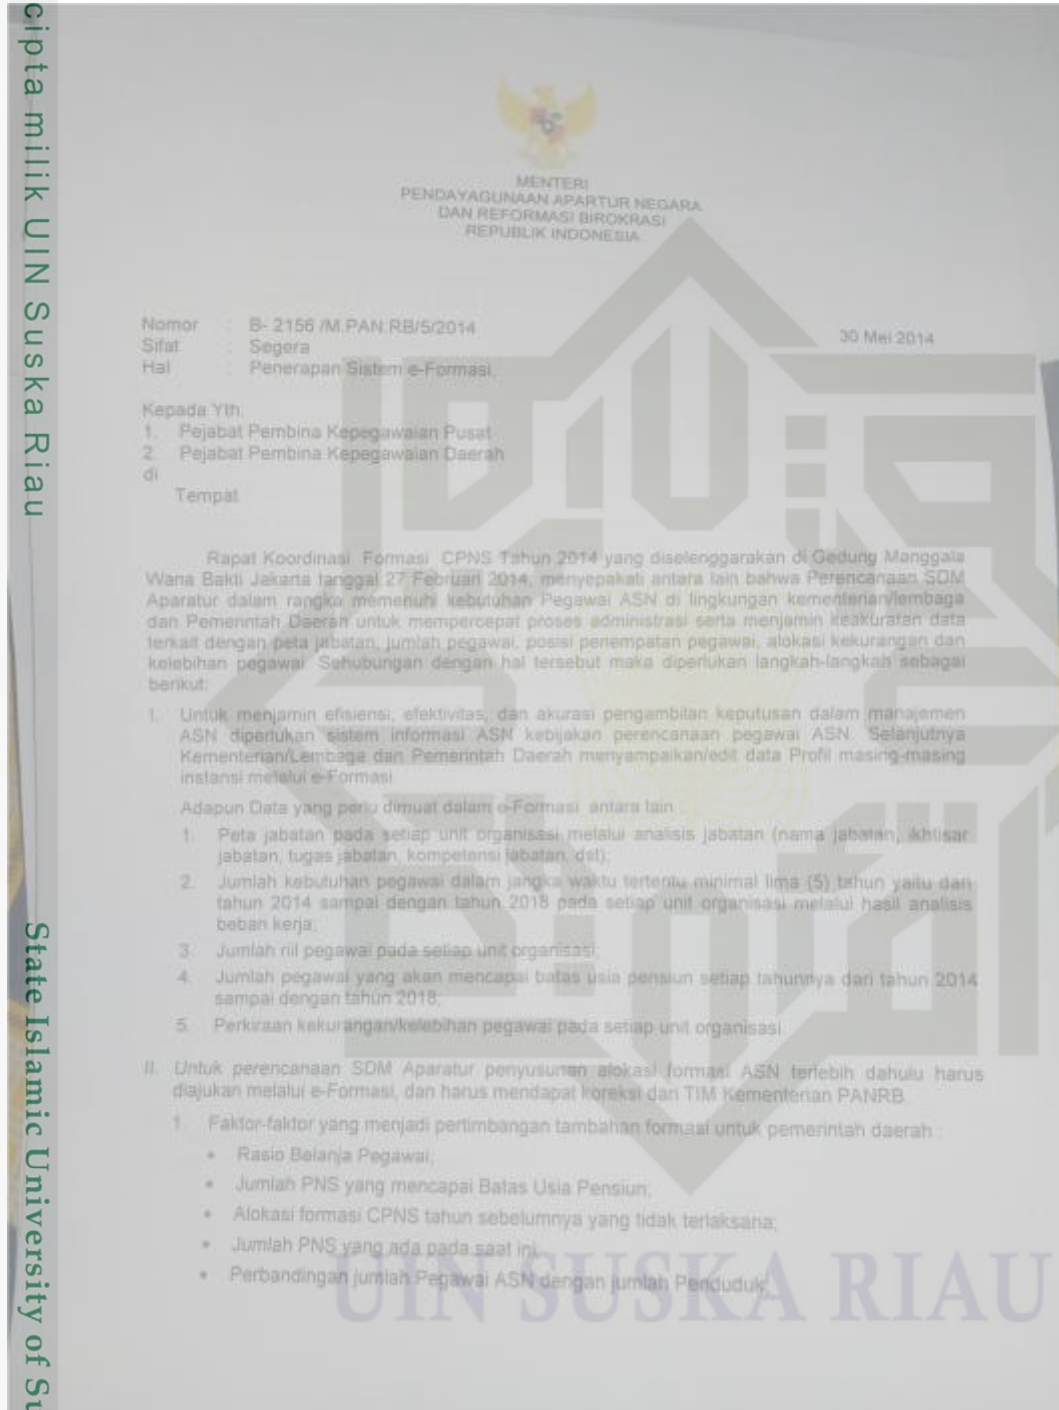 cipta milik UIN Suska Riau
State Islamic University of Su
MENTERI
PENDAYAGUNAAN APARTUR NEGARA
DAN REFORMASI BIROKRASI
REPUBLIK INDONESIA
Nomor : B- 2156 /M.PAN.RB/5/2014
30 Mei 2014
Sifat : Segera
Hal : Penerapan Sistem e-Formasi.
Kepada Yth.
1. Pejabat Pembina Kepegawaian Pusat
2. Pejabat Pembina Kepegawaian Daerah
di
Tempat
Rapat Koordinasi Formasi CPNS Tahun 2014 yang diselenggarakan di Gedung Manggala
Wana Bakti Jakarta tanggal 27 Februari 2014, menyepakati antara lain bahwa Perencanaan SDM
Aparatur dalam rangka memenuhi kebutuhan Pegawai ASN di lingkungan kementerian/lembaga
dan Pemerintah Daerah untuk mempercepat proses administrasi serta menjamin keakuratan data
terkait dengan peta jabatan, jumlah pegawai, posisi penempatan pegawai, alokasi kekurangan dan
kelebihan pegawai. Sehubungan dengan hal tersebut maka diperlukan langkah-langkah sebagai
berikut:
I. Untuk menjamin efisiensi, efektivitas, dan akurasi pengambilan keputusan dalam manajemen
ASN diperlukan sistem informasi ASN kebijakan perencanaan pegawai ASN. Selanjutnya
Kementerian/Lembaga dan Pemerintah Daerah menyampaikan/edit data Profil masing-masing
instansi melalui e-Formasi.
Adapun Data yang perlu dimuat dalam e-Formasi antara lain :
1. Peta jabatan pada setiap unit organisasi melalui analisis jabatan (nama jabatan, ikhtisar
jabatan, tugas jabatan, kompetensi jabatan, dst);
2. Jumlah kebutuhan pegawai dalam jangka waktu tertentu minimal lima (5) tahun yaitu dari
tahun 2014 sampai dengan tahun 2018 pada setiap unit organisasi melalui hasil analisis
beban kerja;
3. Jumlah riil pegawai pada setiap unit organisasi;
4. Jumlah pegawai yang akan mencapai batas usia pensiun setiap tahunnya dari tahun 2014
sampai dengan tahun 2018;
5. Perkiraan kekurangan/kelebihan pegawai pada setiap unit organisasi.
II. Untuk perencanaan SDM Aparatur penyusunan alokasi formasi ASN terlebih dahulu harus
diajukan melalui e-Formasi, dan harus mendapat koreksi dari TIM Kementerian PANRB.
1. Faktor-faktor yang menjadi pertimbangan tambahan formasi untuk pemerintah daerah :
• Rasio Belanja Pegawai;
• Jumlah PNS yang mencapai Batas Usia Pensiun;
• Alokasi formasi CPNS tahun sebelumnya yang tidak terlaksana;
• Jumlah PNS yang ada pada saat ini;
• Perbandingan jumlah Pegawai ASN dengan jumlah Penduduk;
UIN SUSKA RIAU